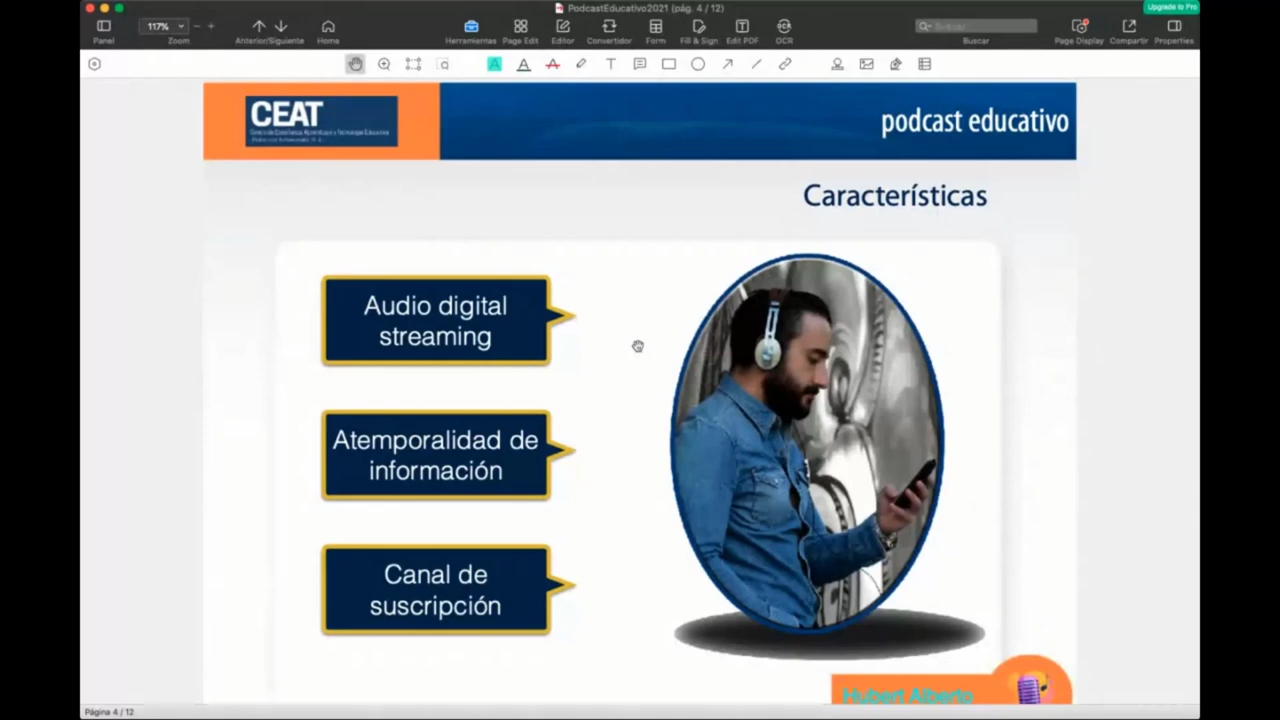 PodcastEducativo2021 (pág. 4 / 12)
Upgrade to Pro
117%
Panel
Zoom
Anterior/Siguiente
Home
Herramientas
Page Edit
Editor
Convertidor
Form
Fill & Sign
Edit PDF
OCR
OCR
Buscar
Buscar
Page Display
Compartir
Properties
CEAT
podcast educativo
Características
Audio digital
streaming
Atemporalidad de
información
Canal de
suscripción
Hubert Alberto
Página 4 / 12